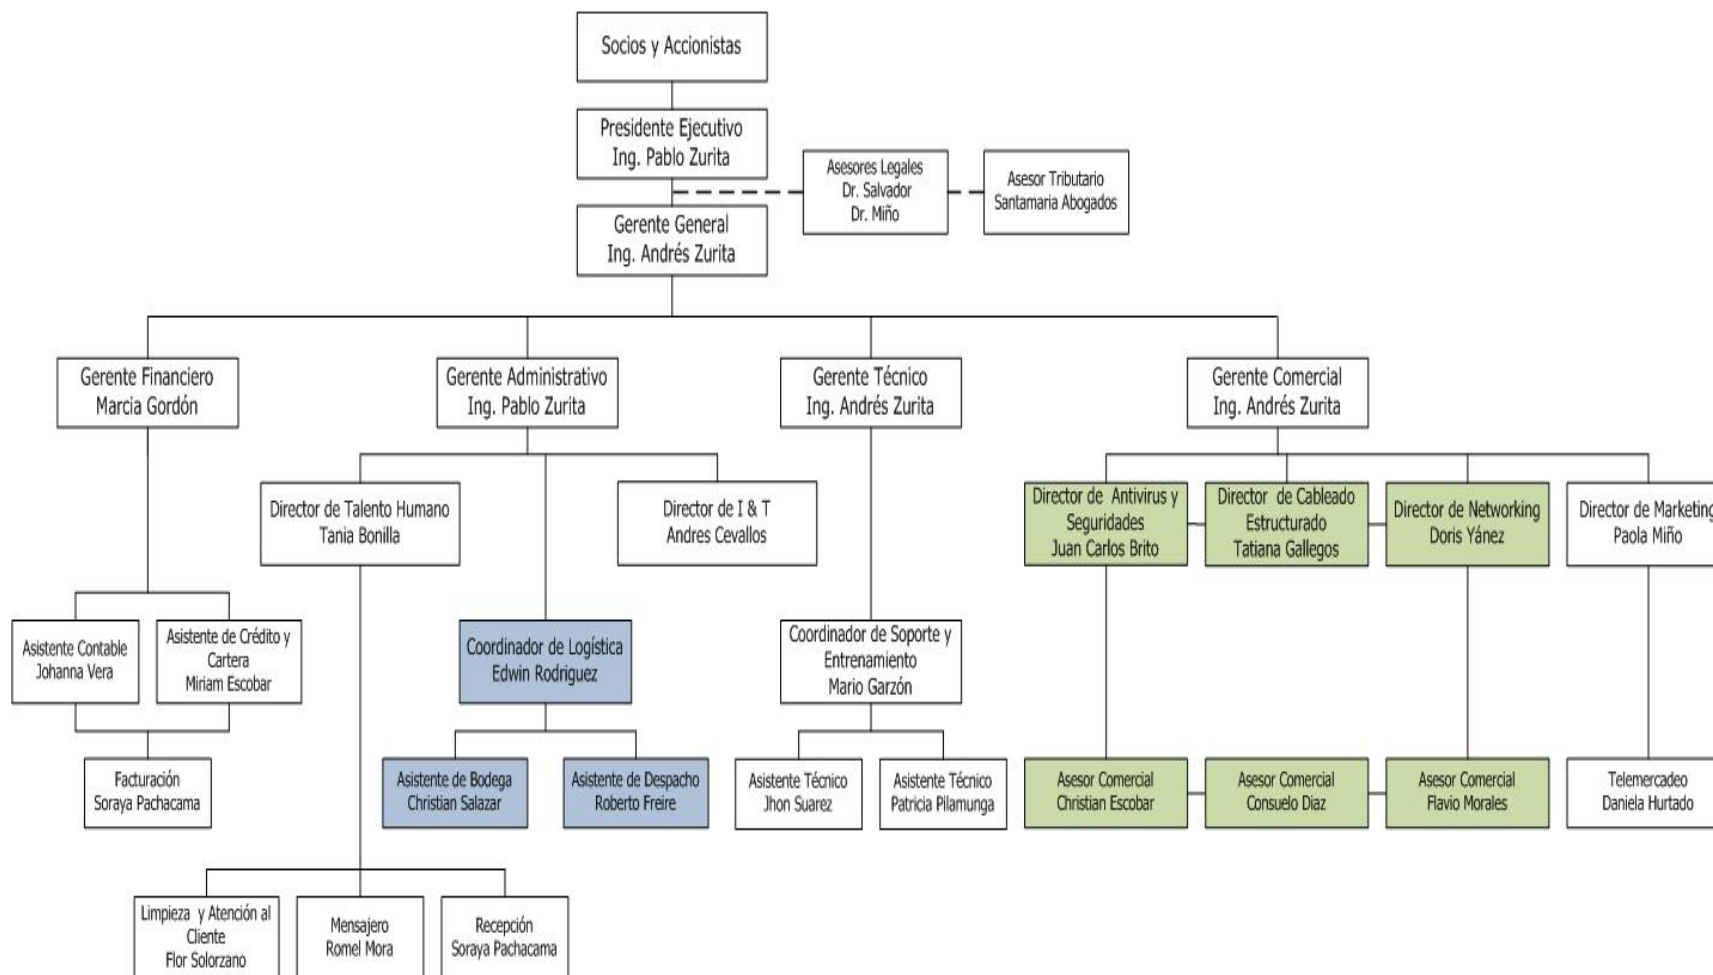 Socios y Accionistas
Presidente Ejecutivo
Ing. Pablo Zurita
Asesores Legales
Dr. Salvador
Dr. Miño
Asesor Tributario
Santamaria Abogados
Gerente General
Ing. Andrés Zurita
Gerente Financiero
Marcia Gordón
Gerente Administrativo
Ing. Pablo Zurita
Gerente Técnico
Ing. Andrés Zurita
Gerente Comercial
Ing. Andrés Zurita
Director de Talento Humano
Tania Bonilla
Director de I & T
Andres Cevallos
Director de Antivirus y
Seguridades
Juan Carlos Brito
Director de Cableado
Estructurado
Tatiana Gallegos
Director de Networking
Doris Yánez
Director de Marketing
Paola Miño
Asistente Contable
Johanna Vera
Asistente de Crédito y
Cartera
Miriam Escobar
Coordinador de Logística
Edwin Rodriguez
Coordinador de Soporte y
Entrenamiento
Mario Garzón
Facturación
Soraya Pachacama
Asistente de Bodega
Christian Salazar
Asistente de Despacho
Roberto Freire
Asistente Técnico
Jhon Suarez
Asistente Técnico
Patricia Pilamunga
Asesor Comercial
Christian Escobar
Asesor Comercial
Consuelo Diaz
Asesor Comercial
Flavio Morales
Telemercadeo
Daniela Hurtado
Limpieza y Atención al
Cliente
Flor Solorzano
Mensajero
Romel Mora
Recepción
Soraya Pachacama